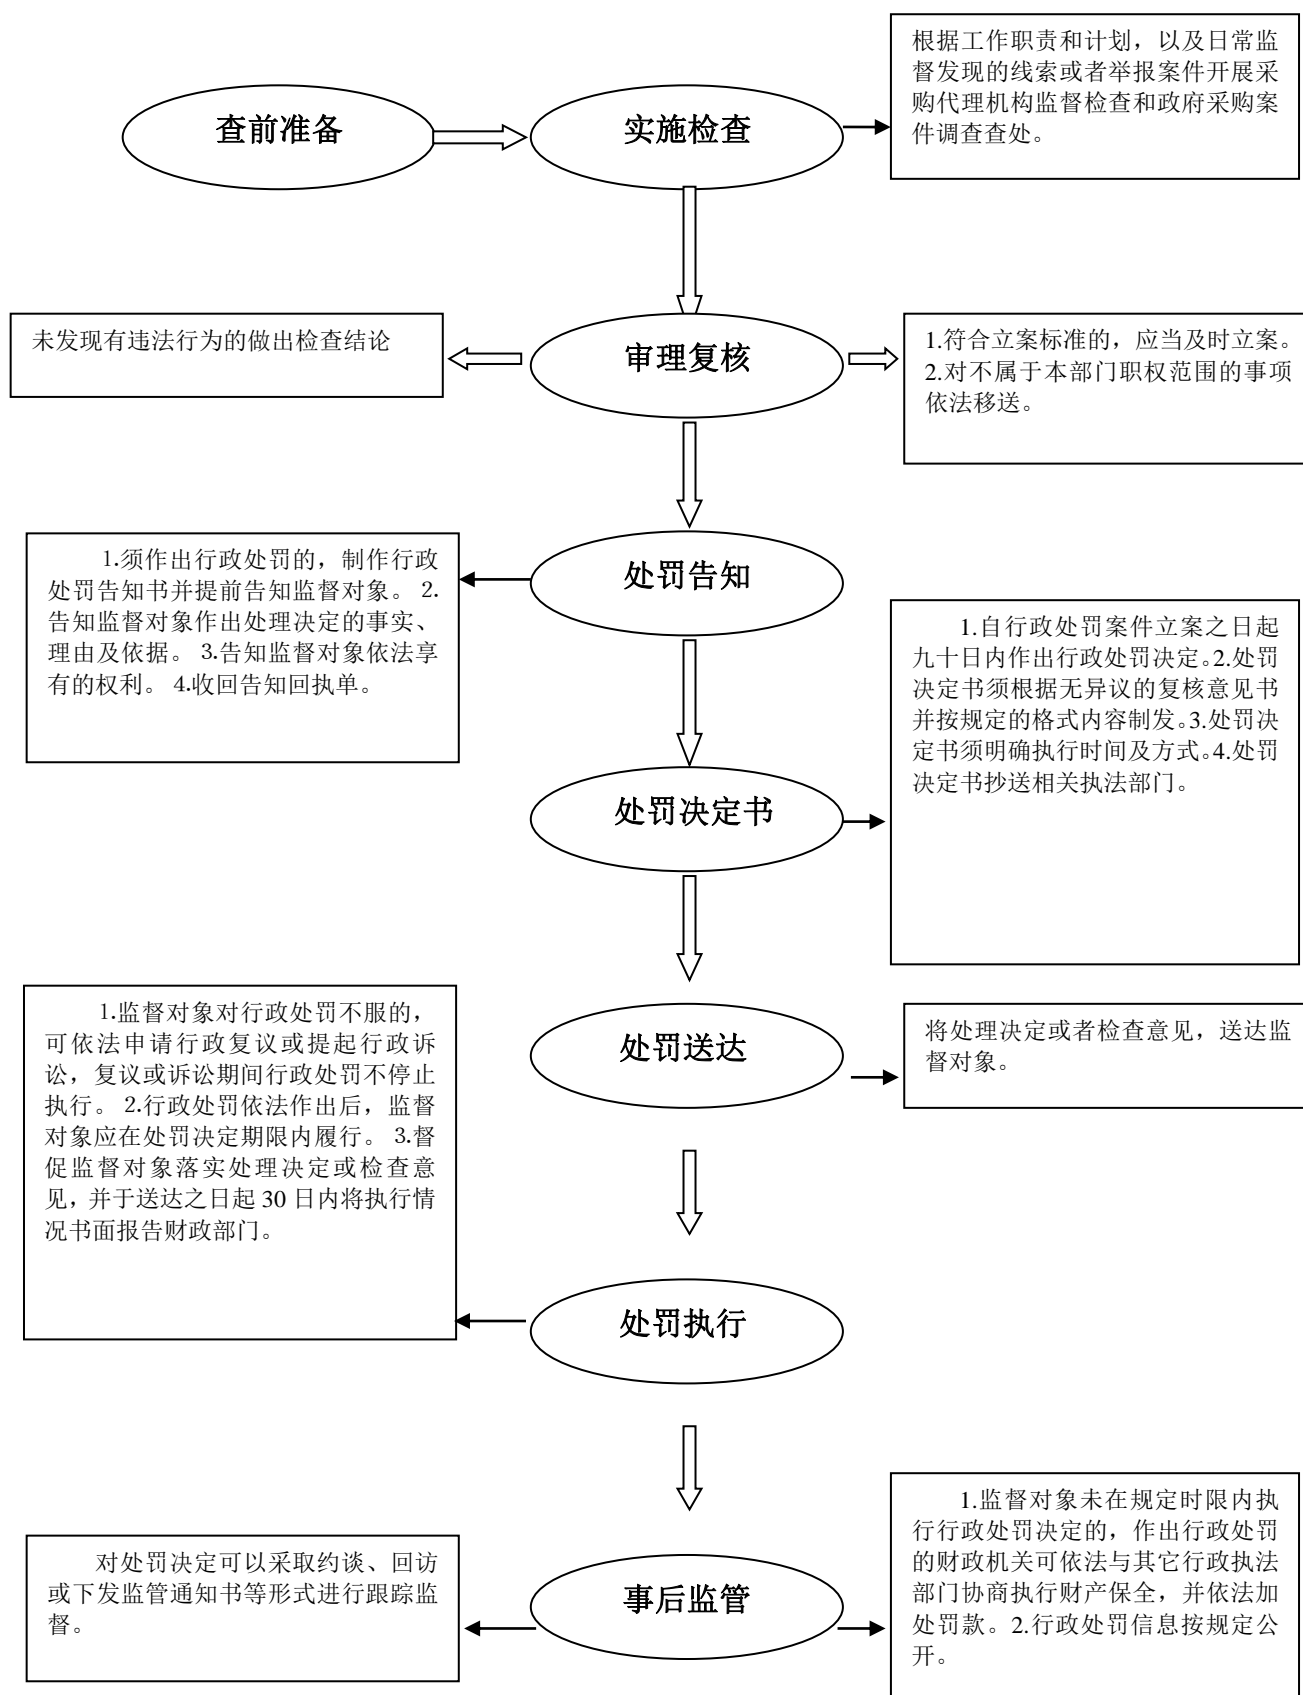 查前准备
实施检查
根据工作职责和计划，以及日常监
督发现的线索或者举报案件开展采
购代理机构监督检查和政府采购案
件调查查处。
未发现有违法行为的做出检查结论
审理复核
1.符合立案标准的，应当及时立案。
2.对不属于本部门职权范围的事项
依法移送。
1.须作出行政处罚的，制作行政
处罚告知书并提前告知监督对象。 2.
告知监督对象作出处理决定的事实、
理由及依据。 3.告知监督对象依法享
有的权利。 4.收回告知回执单。
处罚告知
1.自行政处罚案件立案之日起
九十日内作出行政处罚决定。2.处罚
决定书须根据无异议的复核意见书
并按规定的格式内容制发。3.处罚决
定书须明确执行时间及方式。4.处罚
决定书抄送相关执法部门。
处罚决定书
1.监督对象对行政处罚不服的，
可依法申请行政复议或提起行政诉
讼，复议或诉讼期间行政处罚不停止
执行。 2.行政处罚依法作出后，监督
对象应在处罚决定期限内履行。 3.督
促监督对象落实处理决定或检查意
见，并于送达之日起 30 日内将执行情
况书面报告财政部门。
处罚送达
将处理决定或者检查意见，送达监
督对象。
处罚执行
对处罚决定可以采取约谈、回访
或下发监管通知书等形式进行跟踪监
督。
事后监管
1.监督对象未在规定时限内执
行行政处罚决定的，作出行政处罚
的财政机关可依法与其它行政执法
部门协商执行财产保全，并依法加
处罚款。2.行政处罚信息按规定公
开。